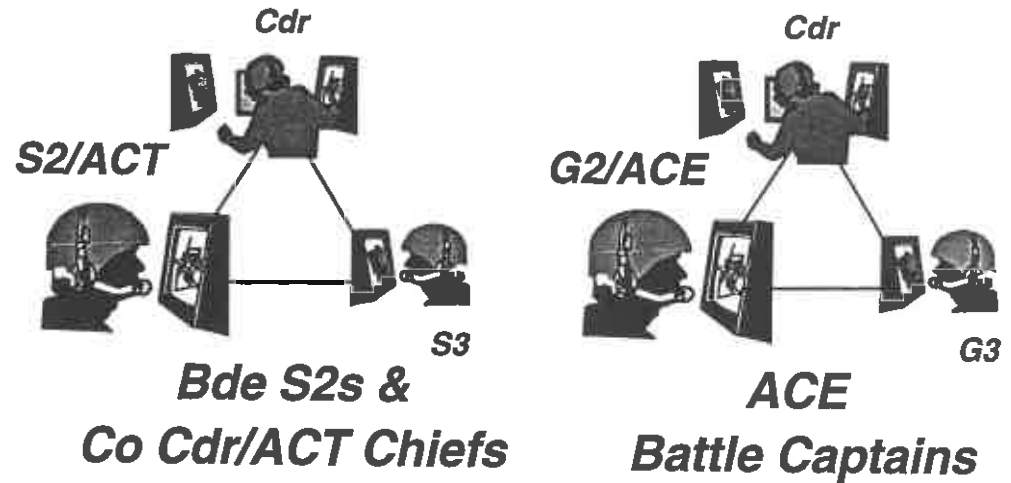 Cdr
S2/ACT
S3
Bde S2s &
Co Cdr/ACT Chiefs
Cdr
G2/ACE
G3
ACE
Battle Captains